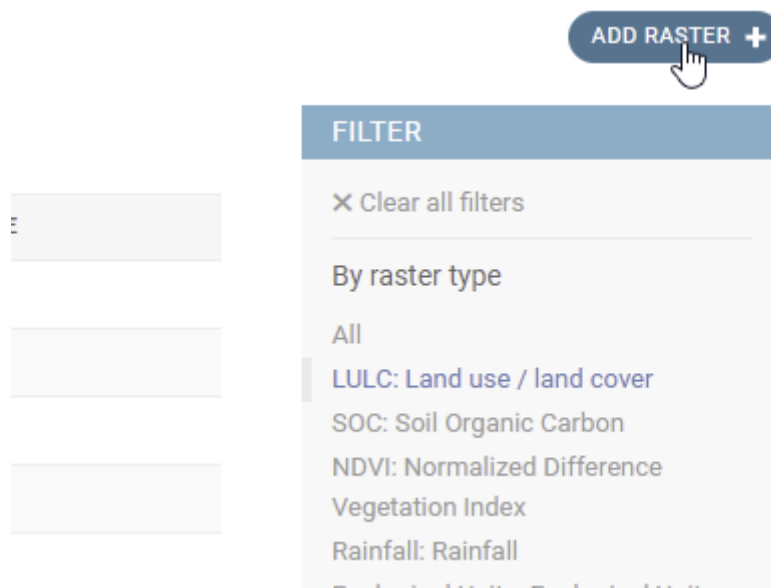 ADD RASTER +
FILTER
× Clear all filters
E
By raster type
All
LULC: Land use / land cover
SOC: Soil Organic Carbon
NDVI: Normalized Difference
Vegetation Index
Rainfall: Rainfall